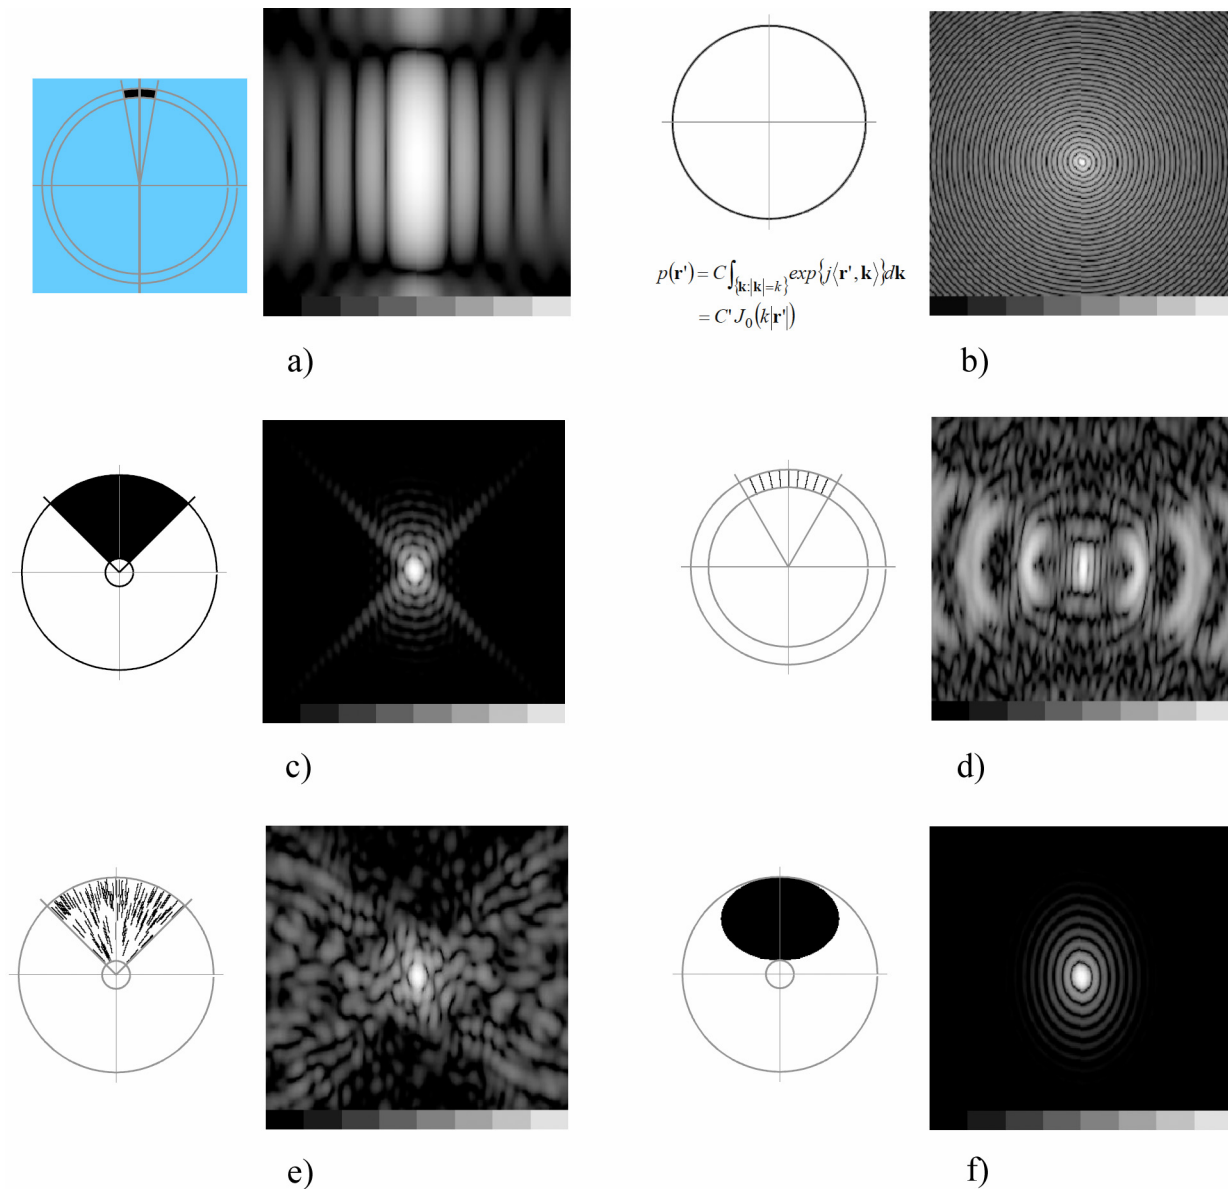 p(r') = C∫_{{k:|k|=k}} exp{j⟨r', k⟩}dk
= C' J₀(k|r'|)
a)
b)
c)
d)
e)
f)